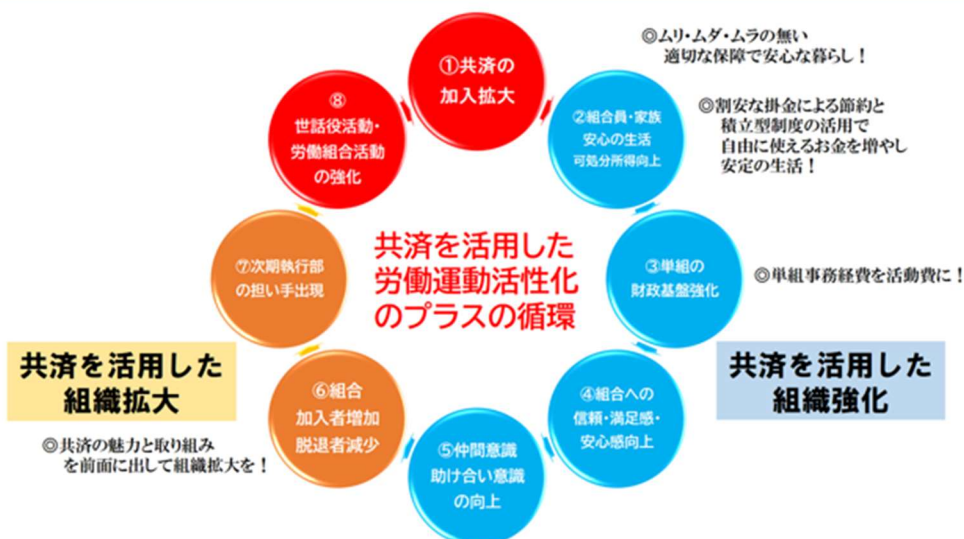 ①共済の
加入拡大
②組合員・家族
安心の生活
可処分所得向上
③単組の
財政基盤強化
④組合への
信頼・満足感・
安心感向上
⑤仲間意識
助け合い意識
の向上
⑥組合
加入者増加
脱退者減少
⑦次期執行部
の担い手出現
⑧
世話役活動・
労働組合活動
の強化
共済を活用した
労働運動活性化
のプラスの循環
◎ムリ・ムダ・ムラの無い
適切な保障で安心な暮らし！
◎割安な掛金による節約と
積立型制度の活用で
自由に使えるお金を増やし
安定の生活！
◎単組事務経費を活動費に！
共済を活用した
組織強化
共済を活用した
組織拡大
◎共済の魅力と取り組み
を前面に出して組織拡大を！